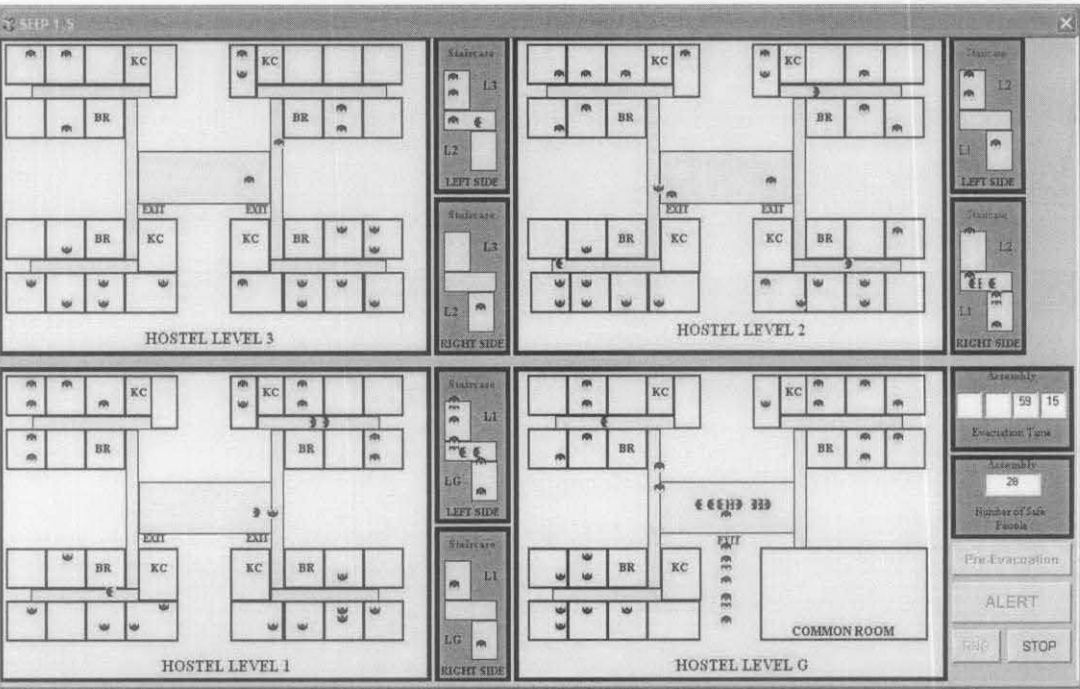 SEEP 1.5
KC KC
BR BR
EXIT EXIT
BR KC KC BR
HOSTEL LEVEL 3
Staircase
L3
L2
LEFT SIDE
Staircase
L3
L2
RIGHT SIDE
KC KC
BR BR
EXIT EXIT
BR KC KC BR
HOSTEL LEVEL 2
Staircase
L2
L1
LEFT SIDE
Staircase
L2
L1
RIGHT SIDE
KC KC
BR BR
EXIT EXIT
BR KC KC BR
HOSTEL LEVEL 1
Staircase
L1
LG
LEFT SIDE
Staircase
L1
LG
RIGHT SIDE
KC KC
BR BR
EXIT
BR KC
COMMON ROOM
HOSTEL LEVEL G
Assembly
59 15
Evacuation Time
Assembly
28
Number of Safe
People
Pre-Evacuation
ALERT
STOP